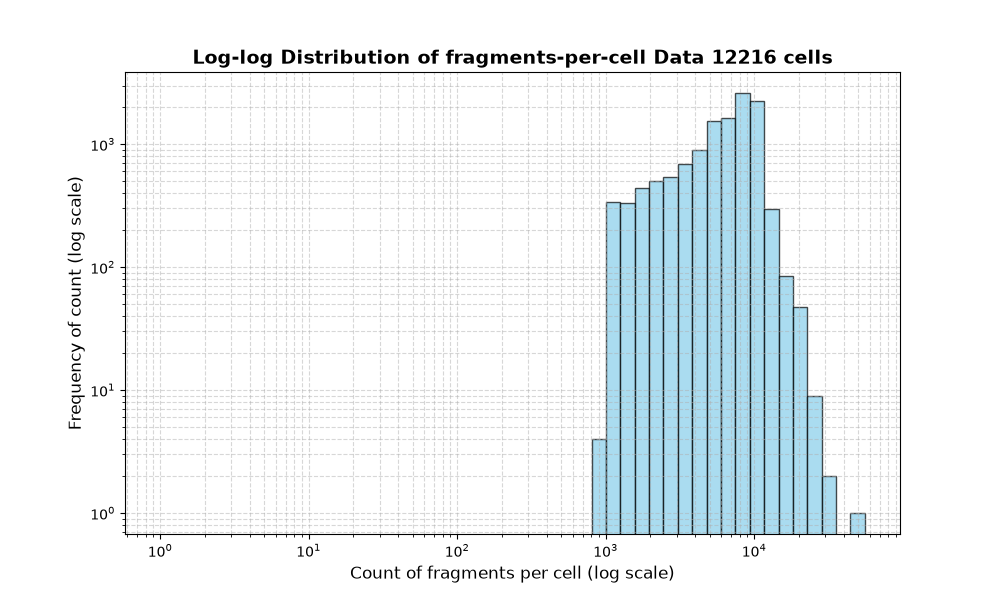 Log-log Distribution of fragments-per-cell Data 12216 cells
Frequency of count (log scale)
10³
10²
10¹
10⁰
10⁰ 10¹ 10² 10³ 10⁴
Count of fragments per cell (log scale)